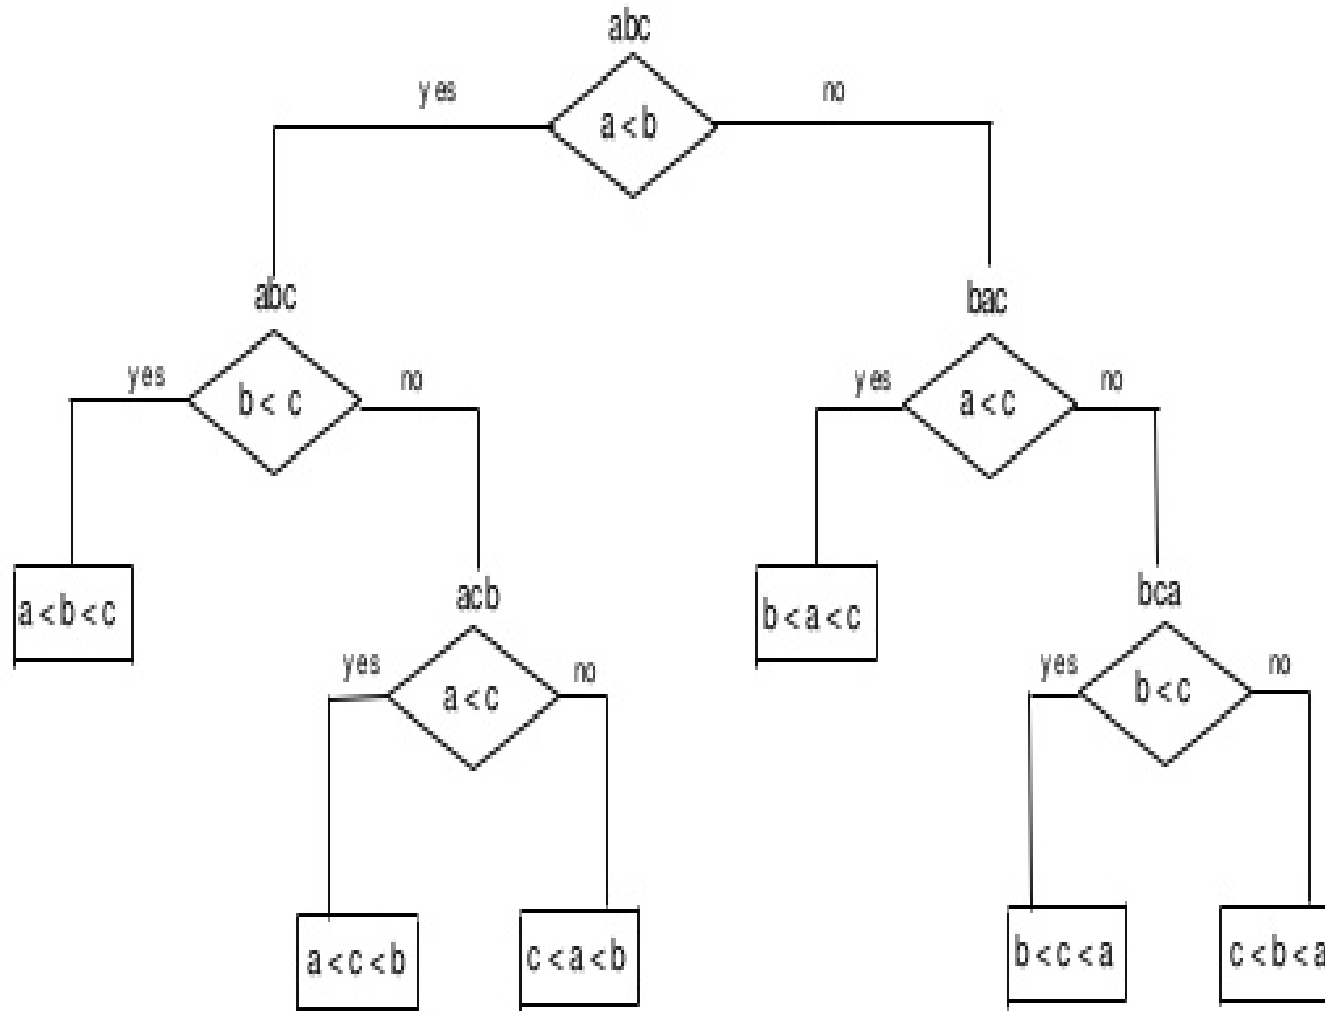 abc
yes
no
a < b
abc
bac
yes
no
yes
no
b < c
a < c
a < b < c
acb
b < a < c
bca
yes
no
yes
no
a < c
b < c
a < c < b
c < a < b
b < c < a
c < b < a